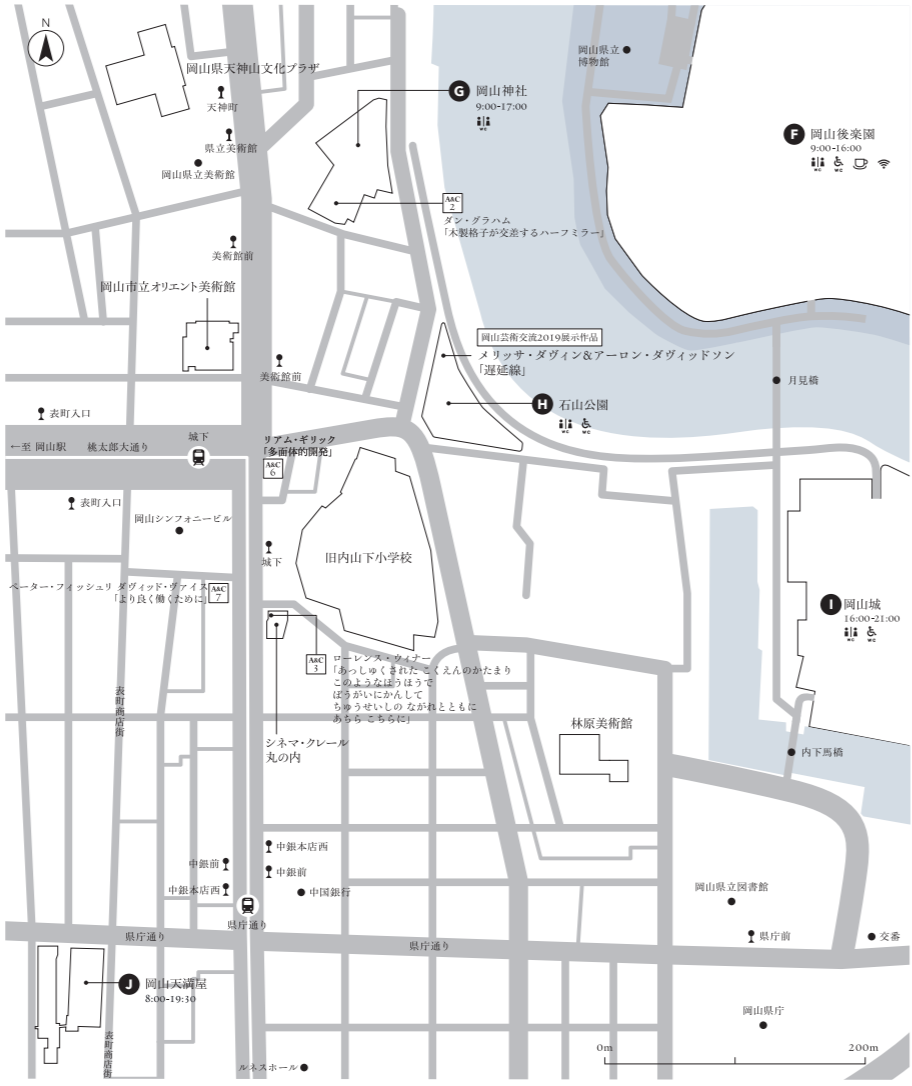 N
岡山県天神山文化プラザ
天神町
県立美術館
岡山県立美術館
G 岡山神社
9:00-17:00
WC
岡山県立
博物館
F 岡山後楽園
9:00-16:00
WC WC
A&C
2
ダン・グラハム
「木製格子が交差するハーフミラー」
美術館前
岡山市立オリエント美術館
美術館前
岡山芸術交流2019展示作品
メリッサ・ダヴィン&アーロン・ダヴィッドソン
「遅延線」
H 石山公園
WC WC
月見橋
表町入口
←至 岡山駅 桃太郎大通り
城下
リアム・ギリック
「多面体的開発」
A&C
6
表町入口
岡山シンフォニービル
城下
旧内山下小学校
ペーター・フィッシュリ ダヴィッド・ヴァイス
「より良く働くために」
A&C
7
I 岡山城
16:00-21:00
WC WC
A&C
3
ローレンス・ウィナー
「あっしゅくされた こくえんのかたまり
このようなほうほうで
ぼうがいにかんして
ちゅうせいしの ながれとともに
あちら こちらに」
表町商店街
シネマ・クレール
丸の内
林原美術館
内下馬橋
中銀本店西
中銀前
中銀前
中銀本店西
中国銀行
県庁通り
県庁通り
県庁通り
岡山県立図書館
県庁前
交番
J 岡山天満屋
8:00-19:30
表町商店街
岡山県庁
ルネスホール
0m
200m